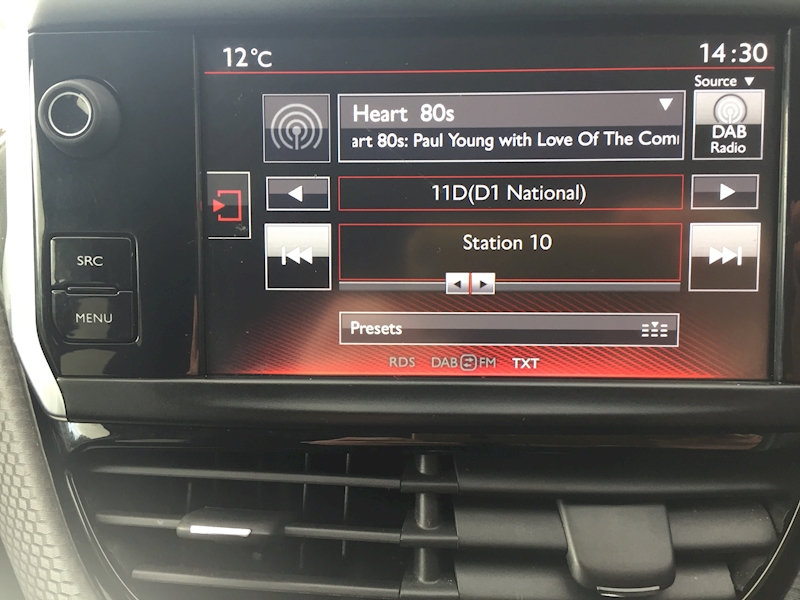 12°C
14:30
Source
Heart 80s
art 80s: Paul Young with Love Of The Com
DAB
Radio
11D(D1 National)
Station 10
SRC
MENU
Presets
RDS DAB FM TXT